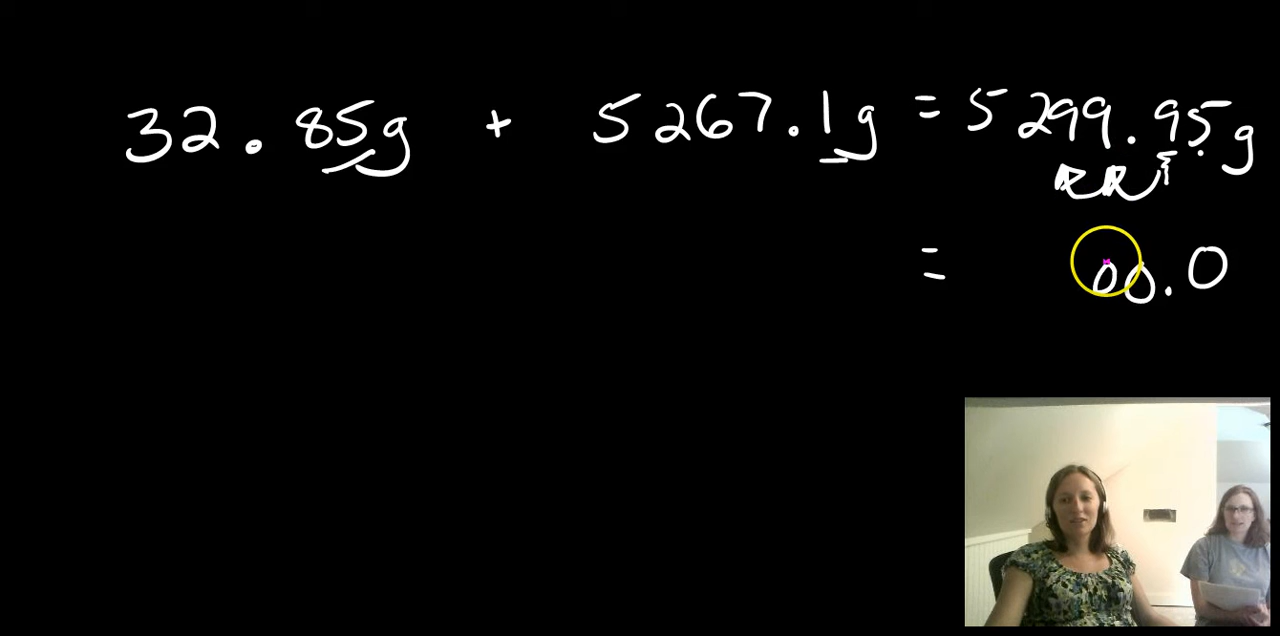 32.85g + 5267.1g = 5299.95g
= 00.0